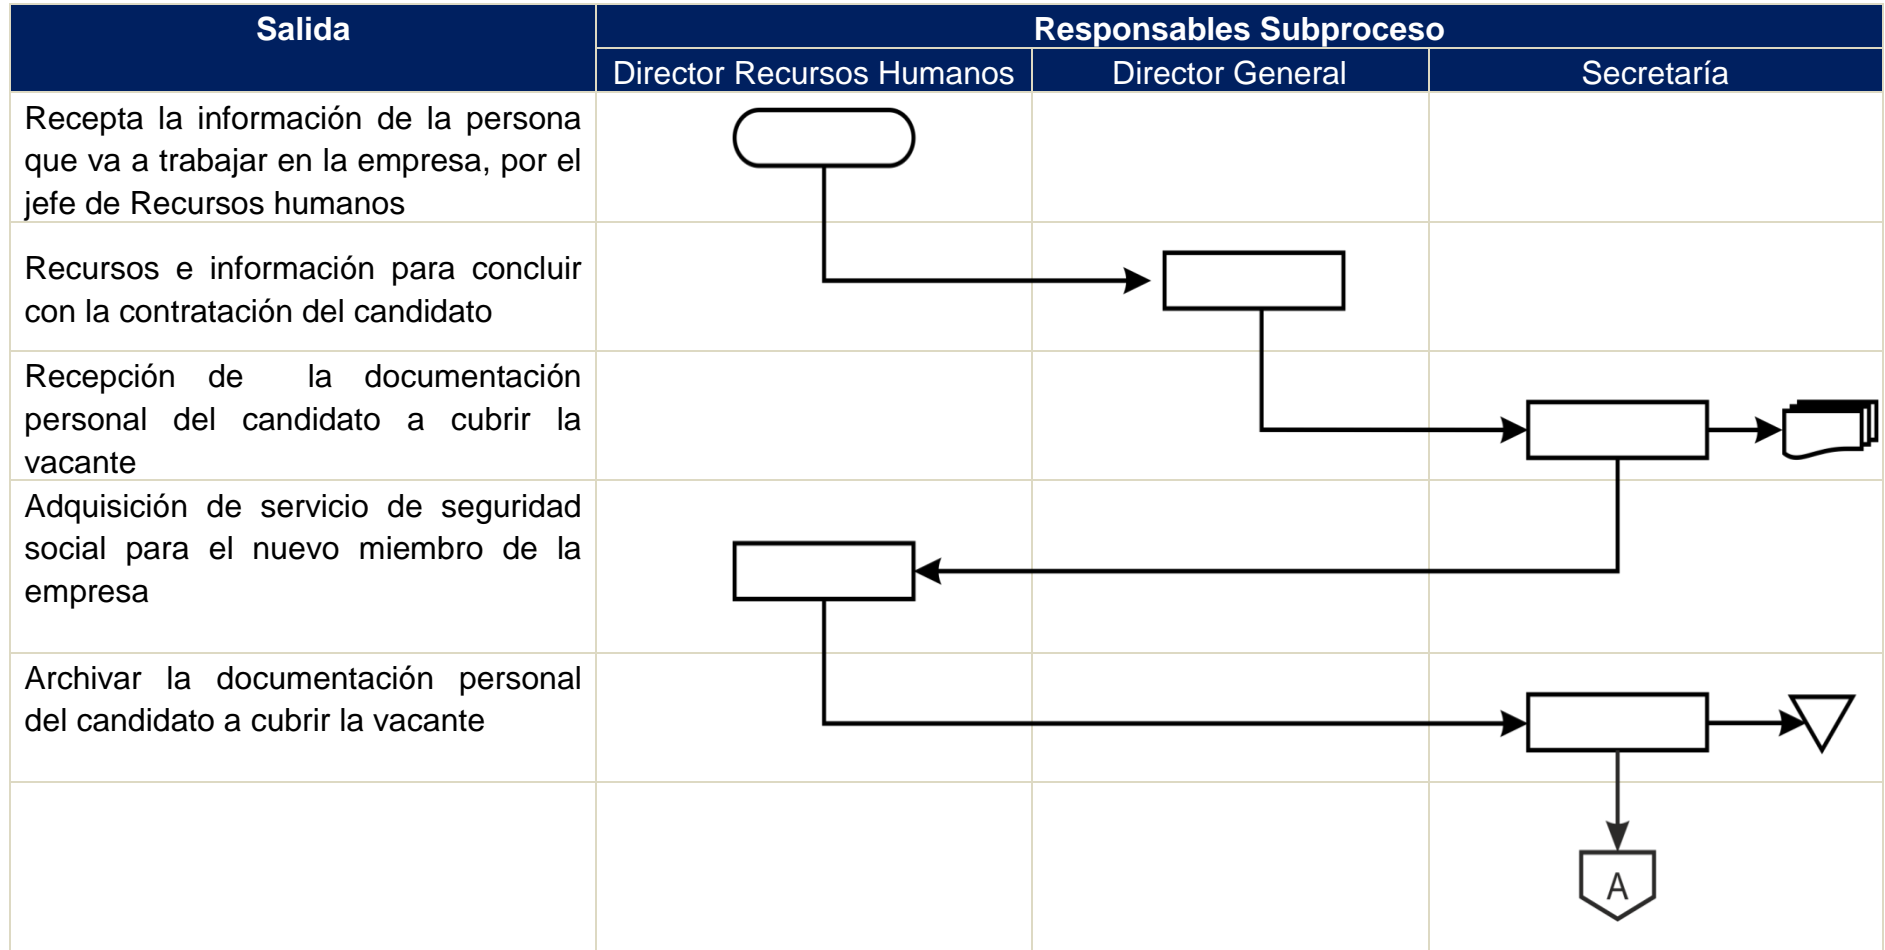 Salida
Responsables Subproceso
Director Recursos Humanos
Director General
Secretaría
Recepta la información de la persona
que va a trabajar en la empresa, por el
jefe de Recursos humanos
Recursos e información para concluir
con la contratación del candidato
Recepción de la documentación
personal del candidato a cubrir la
vacante
Adquisición de servicio de seguridad
social para el nuevo miembro de la
empresa
Archivar la documentación personal
del candidato a cubrir la vacante
A